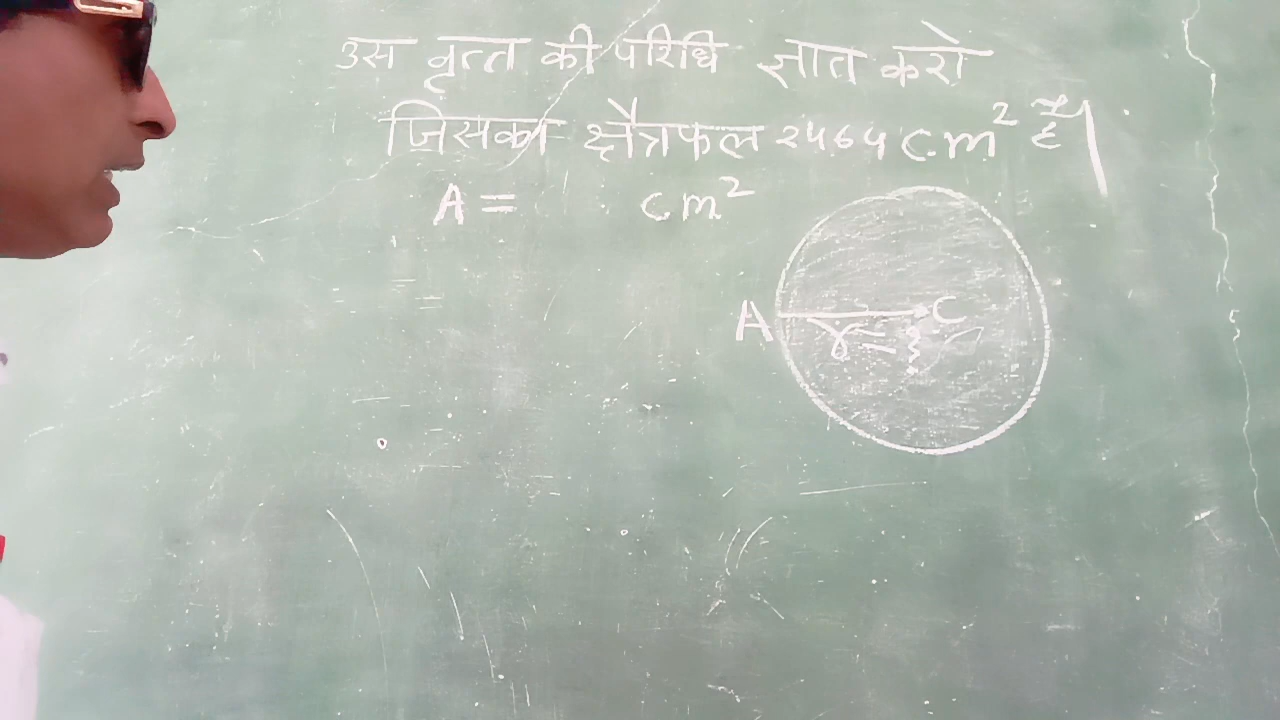 उस वृत्त की परिधि ज्ञात करो
जिसका क्षैत्रफल 2464 cm² है।
A = cm²
A C
r = ?